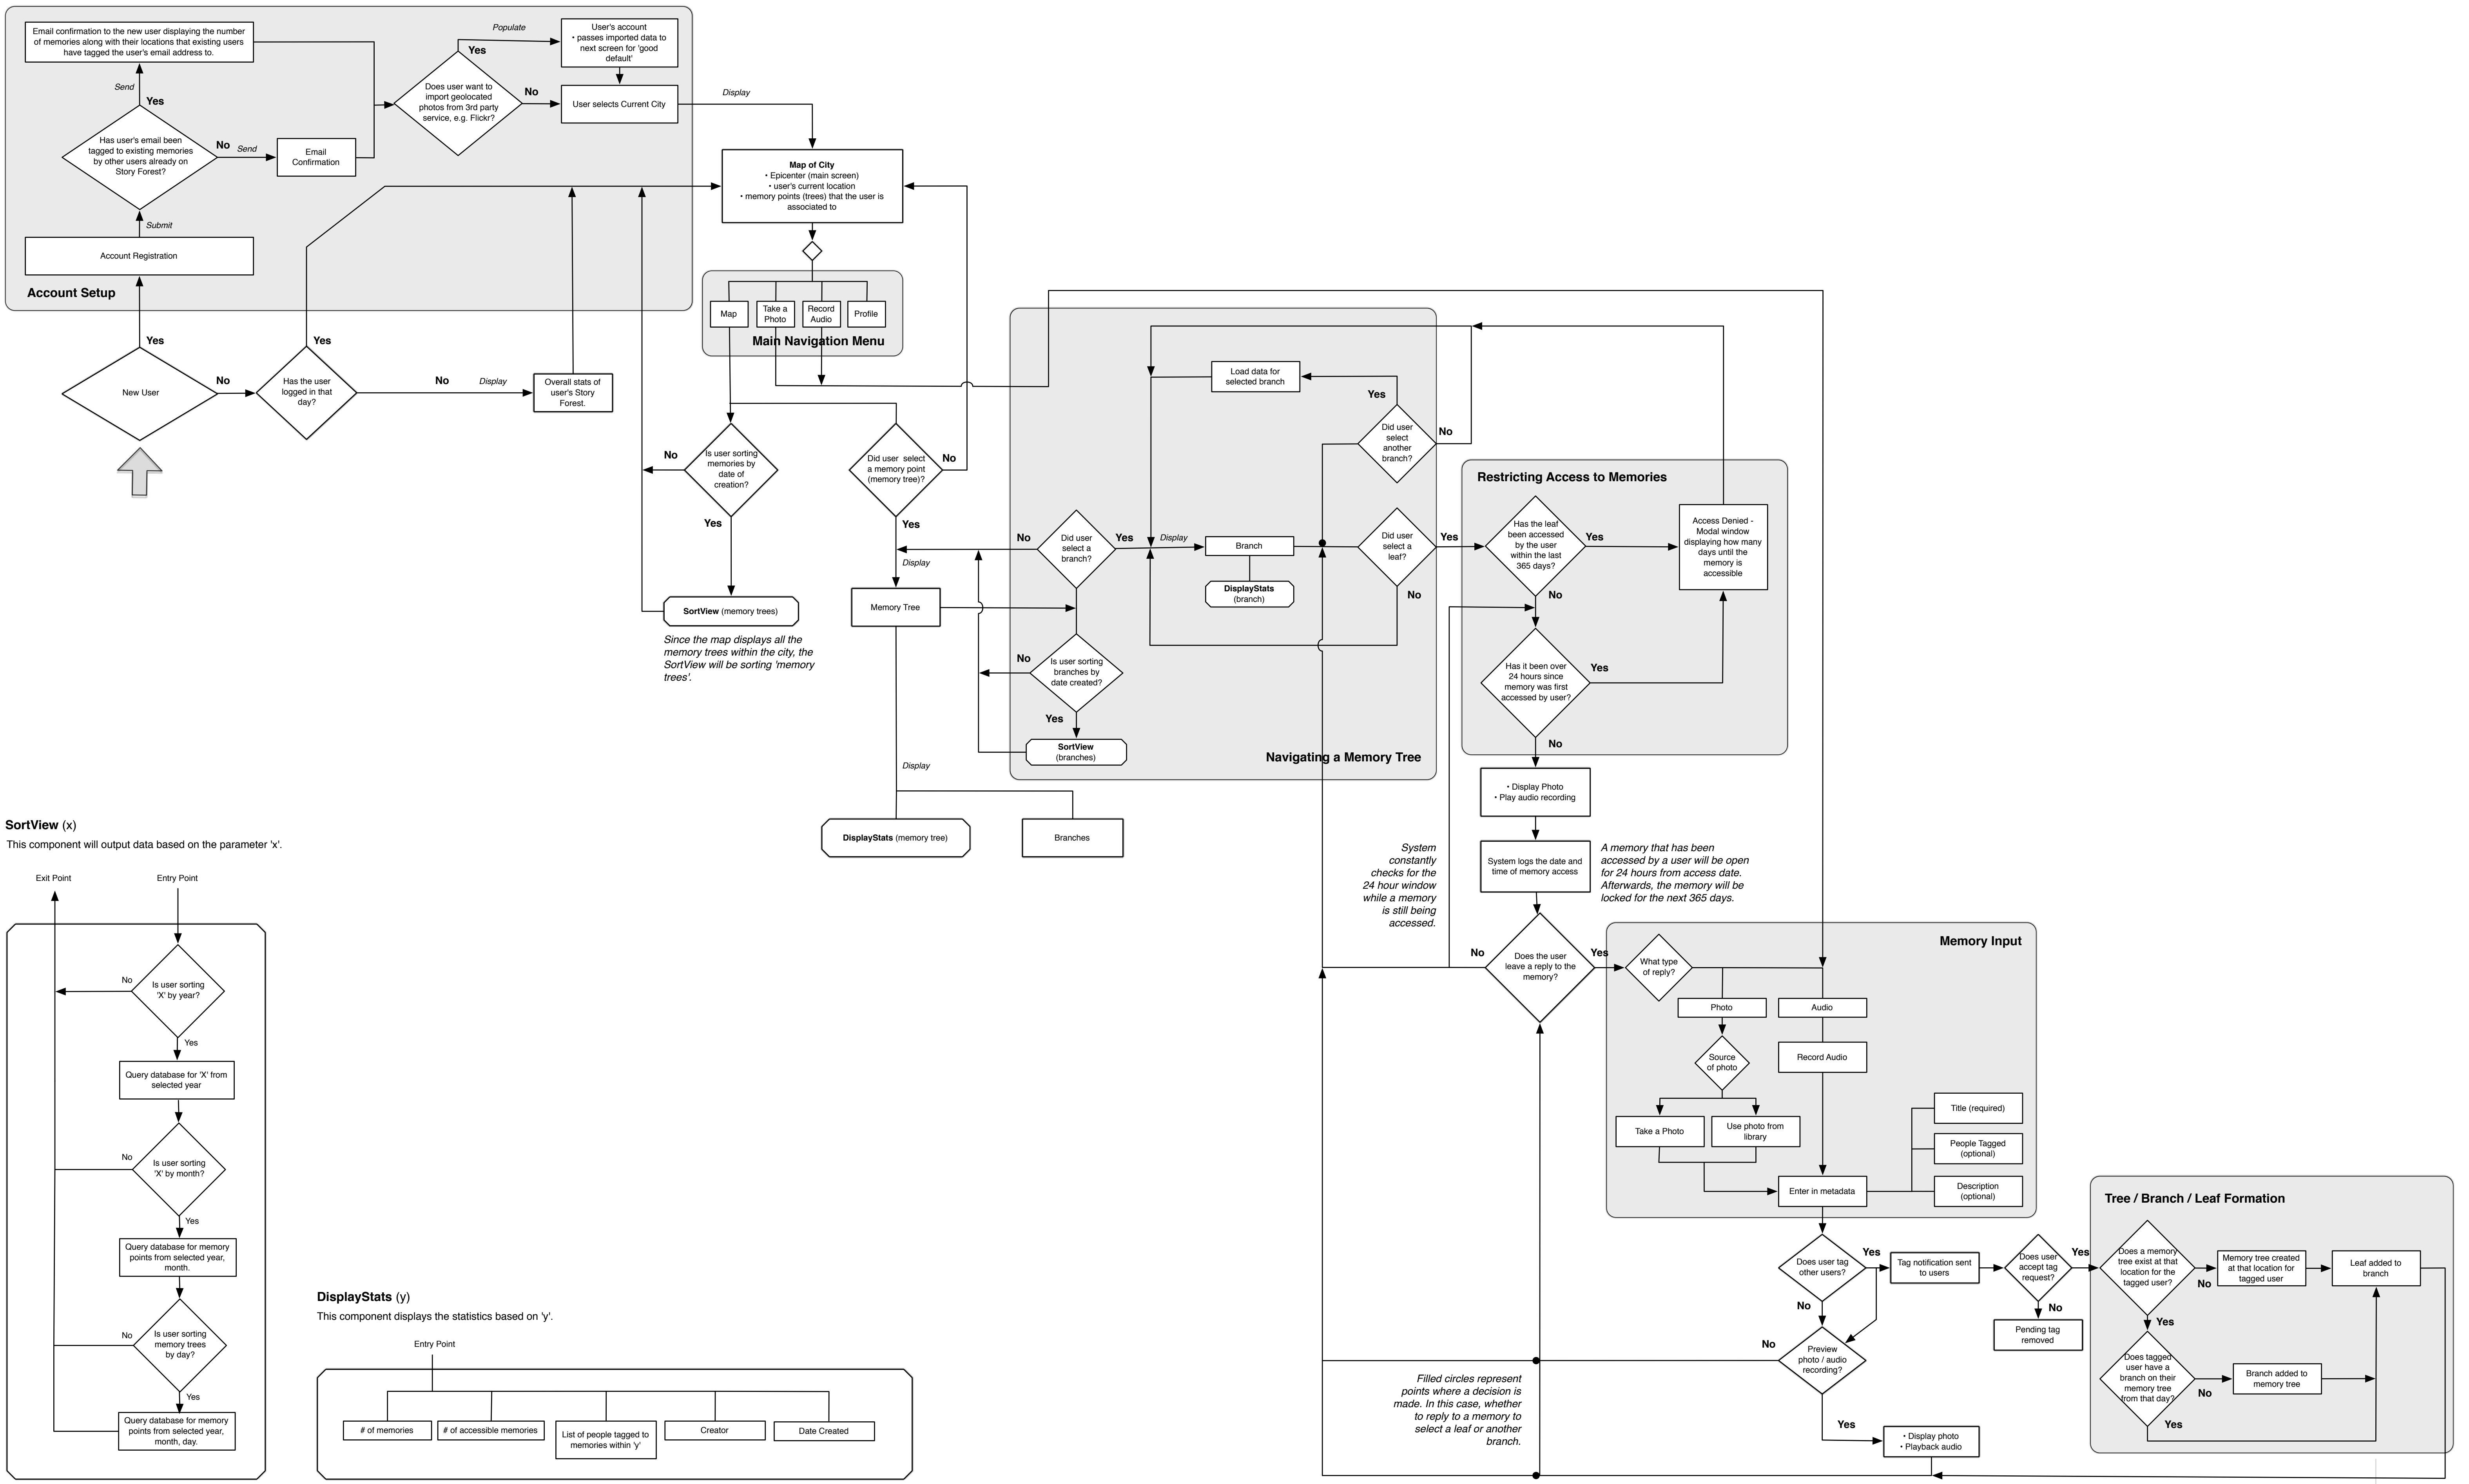 Email confirmation to the new user displaying the number
of memories along with their locations that existing users
have tagged the user's email address to.
Send
Yes
Has user's email been
tagged to existing memories
by other users already on
Story Forest?
No
Send
Email
Confirmation
Submit
Account Registration
Account Setup
Populate
Yes
Does user want to
import geolocated
photos from 3rd party
service, e.g. Flickr?
No
User's account
• passes imported data to
next screen for 'good
default'
User selects Current City
Display
Yes
New User
No
Yes
Has the user
logged in that
day?
No
Display
Overall stats of
user's Story
Forest.
Map of City
• Epicenter (main screen)
• user's current location
• memory points (trees) that the user is
associated to
Map
Take a
Photo
Record
Audio
Profile
Main Navigation Menu
No
Is user sorting
memories by
date of
creation?
Yes
SortView (memory trees)
Since the map displays all the
memory trees within the city, the
SortView will be sorting 'memory
trees'.
Did user select
a memory point
(memory tree)?
No
Yes
Display
Memory Tree
Display
DisplayStats (memory tree)
Branches
No
Did user
select a
branch?
Yes
Display
Branch
DisplayStats
(branch)
Load data for
selected branch
Yes
Did user
select
another
branch?
No
Did user
select a
leaf?
Yes
No
No
Is user sorting
branches by
date created?
Yes
SortView
(branches)
Navigating a Memory Tree
Restricting Access to Memories
Has the leaf
been accessed
by the user
within the last
365 days?
Yes
No
Access Denied -
Modal window
displaying how many
days until the
memory is
accessible
Has it been over
24 hours since
memory was first
accessed by user?
Yes
No
• Display Photo
• Play audio recording
System logs the date and
time of memory access
System
constantly
checks for the
24 hour window
while a memory
is still being
accessed.
A memory that has been
accessed by a user will be open
for 24 hours from access date.
Afterwards, the memory will be
locked for the next 365 days.
No
Does the user
leave a reply to the
memory?
Yes
Memory Input
What type
of reply?
Photo
Audio
Source
of photo
Record Audio
Take a Photo
Use photo from
library
Enter in metadata
Title (required)
People Tagged
(optional)
Description
(optional)
Does user tag
other users?
Yes
No
Tag notification sent
to users
Does user
accept tag
request?
Yes
No
Pending tag
removed
No
Preview
photo / audio
recording?
Yes
• Display photo
• Playback audio
Filled circles represent
points where a decision is
made. In this case, whether
to reply to a memory to
select a leaf or another
branch.
Tree / Branch / Leaf Formation
Does a memory
tree exist at that
location for the
tagged user?
No
Memory tree created
at that location for
tagged user
Leaf added to
branch
Yes
Does tagged
user have a
branch on their
memory tree
from that day?
No
Branch added to
memory tree
Yes
SortView (x)
This component will output data based on the parameter 'x'.
Exit Point
Entry Point
No
Is user sorting
'X' by year?
Yes
Query database for 'X' from
selected year
No
Is user sorting
'X' by month?
Yes
Query database for memory
points from selected year,
month.
No
Is user sorting
memory trees
by day?
Yes
Query database for memory
points from selected year,
month, day.
DisplayStats (y)
This component displays the statistics based on 'y'.
Entry Point
# of memories
# of accessible memories
List of people tagged to
memories within 'y'
Creator
Date Created